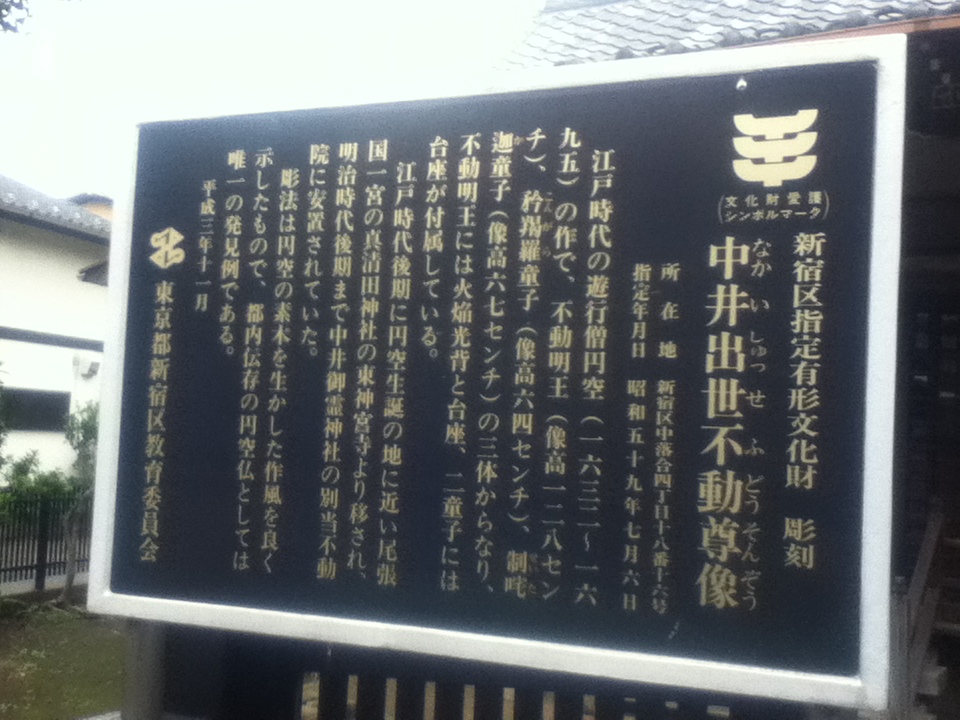 (文化財愛護
シンボルマーク)
新宿区指定有形文化財 彫刻
なかいしゅっせふどうそんぞう
中井出世不動尊像
所在地 新宿区中落合四丁目十八番十六号
指定年月日 昭和五十九年七月六日
江戸時代の遊行僧円空(一六三二〜一六
九五)の作で、不動明王(像高一二八セン
チ)、矜羯羅童子(像高六四センチ)、制咤
迦童子(像高六七センチ)の三体からなり、
不動明王には火焔光背と台座、二童子には
台座が付属している。
江戸時代後期に円空生誕の地に近い尾張
国一宮の真清田神社の東神宮寺より移され、
明治時代後期まで中井御霊神社の別当不動
院に安置されていた。
彫法は円空の素木を生かした作風を良く
示したもので、都内伝存の円空仏としては
唯一の発見例である。
平成三年十一月
東京都新宿区教育委員会